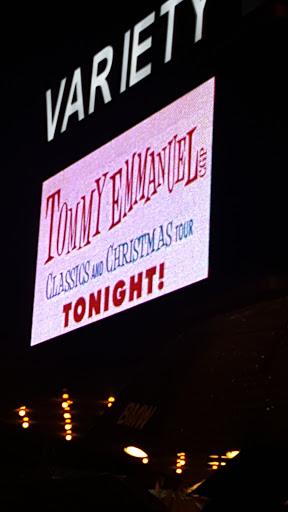 VARIETY
TOMMY EMMANUEL CGP
CLASSICS AND CHRISTMAS TOUR
TONIGHT!